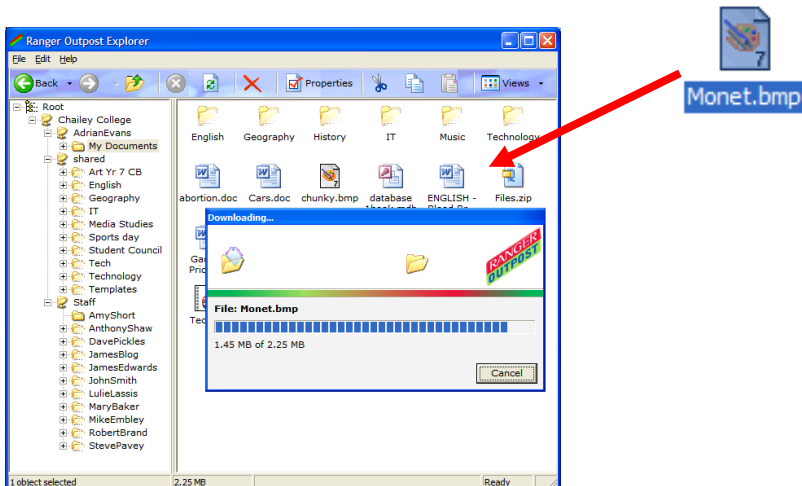 Ranger Outpost Explorer
File Edit Help
Back Properties Views
Root
Chailey College
AdrianEvans
My Documents
shared
Art Yr 7 CB
English
Geography
IT
Media Studies
Sports day
Student Council
Tech
Technology
Templates
Staff
AmyShort
AnthonyShaw
DavePickles
JamesBlog
JamesEdwards
JohnSmith
LulieLassis
MaryBaker
MikeEmbley
RobertBrand
StevePavey
English Geography History IT Music Technology
abortion.doc Cars.doc chunky.bmp database ENGLISH - Files.zip
Downloading...
RANGER
OUTPOST
File: Monet.bmp
1.45 MB of 2.25 MB
Cancel
1 object selected 2.25 MB Ready
7
Monet.bmp